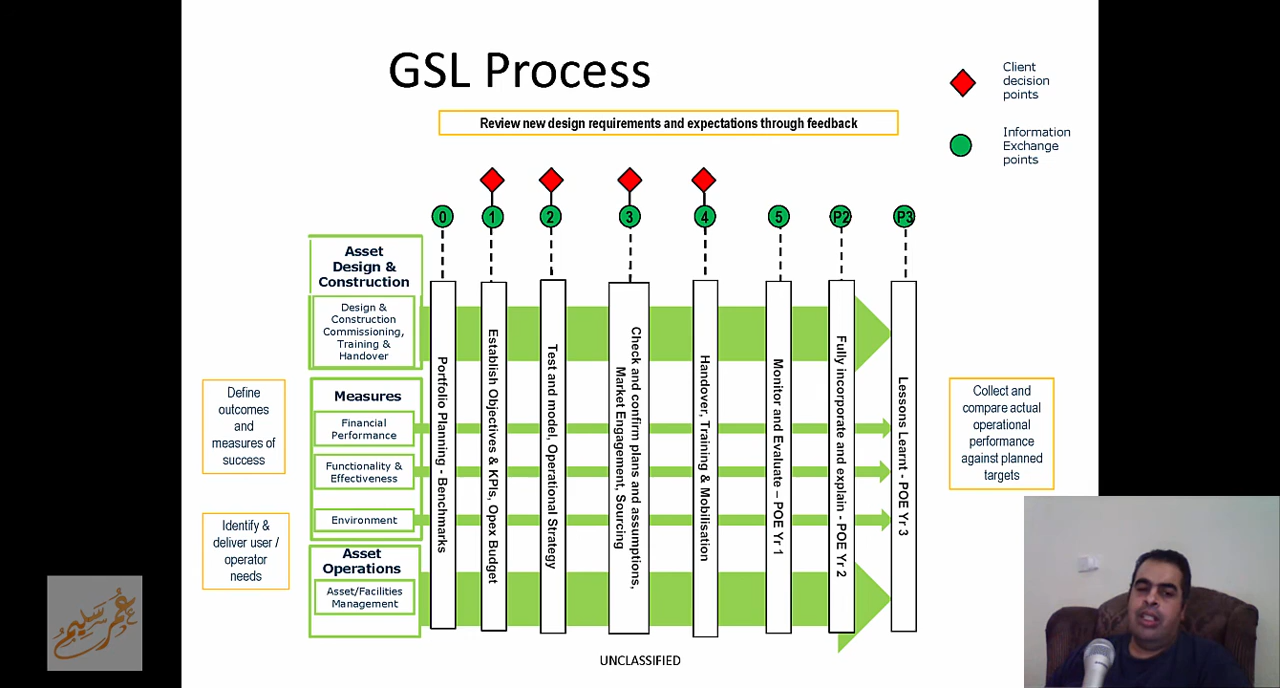 GSL Process
Client
decision
points
Review new design requirements and expectations through feedback
Information
Exchange
points
0
1
2
3
4
5
P2
P3
Asset
Design &
Construction
Design &
Construction
Commissioning,
Training &
Handover
Define
outcomes
and
measures of
success
Measures
Financial
Performance
Functionality &
Effectiveness
Environment
Identify &
deliver user /
operator
needs
Asset
Operations
Asset/Facilities
Management
Portfolio Planning - Benchmarks
Establish Objectives & KPIs, Opex Budget
Test and model, Operational Strategy
Check and confirm plans and assumptions,
Market Engagement, Sourcing
Handover, Training & Mobilisation
Monitor and Evaluate – POE Yr 1
Fully incorporate and explain - POE Yr 2
Lessons Learnt - POE Yr 3
Collect and
compare actual
operational
performance
against planned
targets
عمر سليم
UNCLASSIFIED